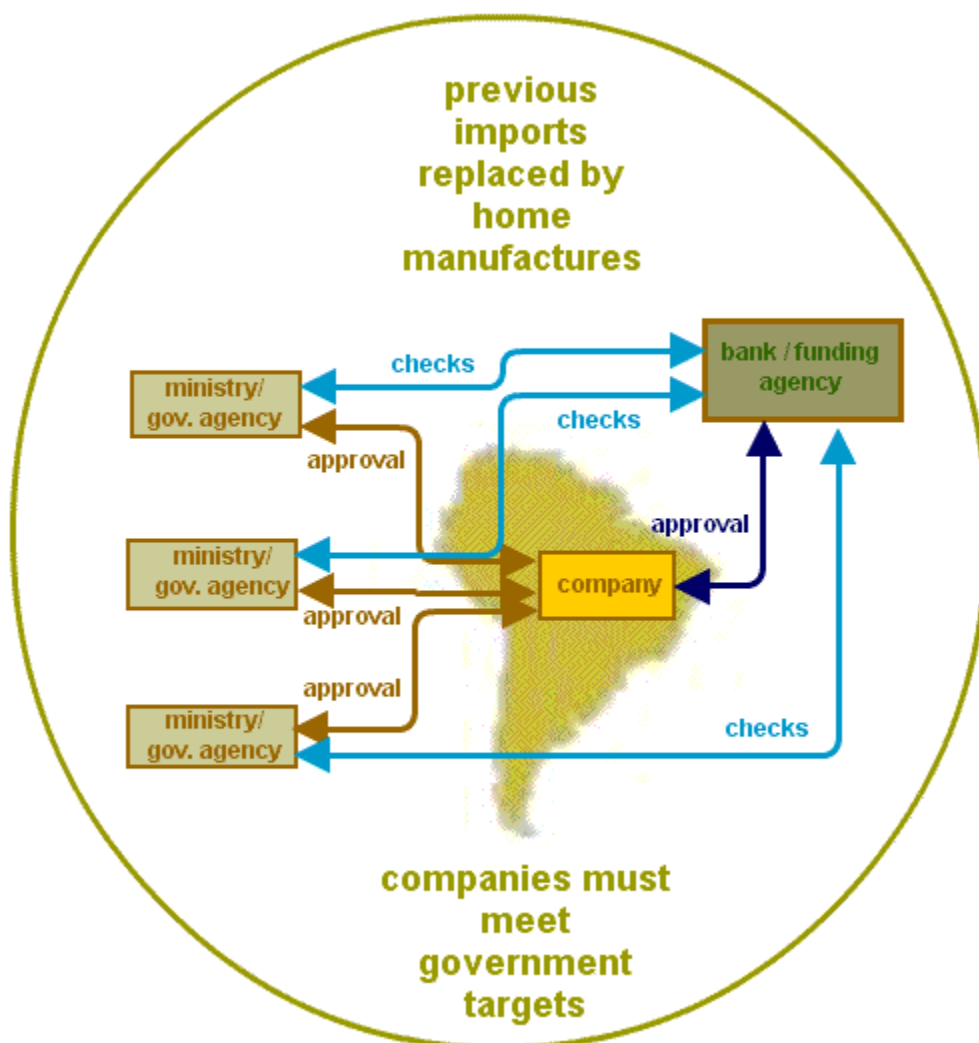 previous
imports
replaced by
home
manufactures
bank / funding
agency
checks
ministry/
gov. agency
checks
approval
approval
ministry/
gov. agency
company
approval
approval
ministry/
gov. agency
checks
companies must
meet
government
targets